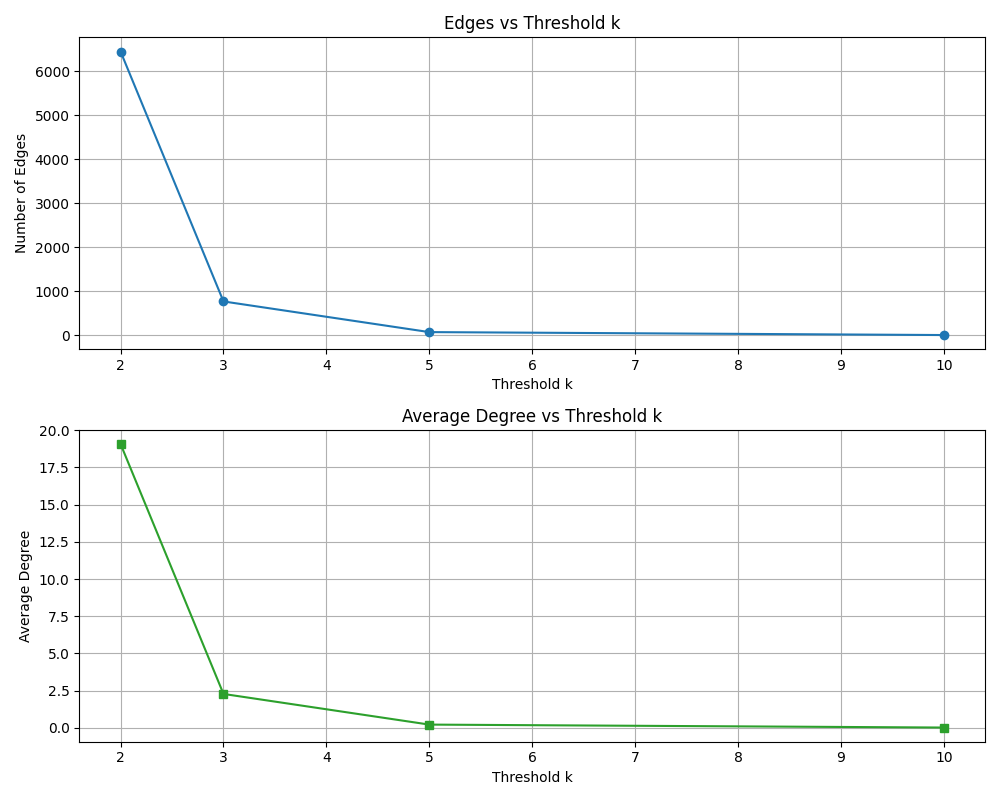 Edges vs Threshold k
6000
5000
4000
3000
2000
1000
0
Number of Edges
2 3 4 5 6 7 8 9 10
Threshold k
Average Degree vs Threshold k
20.0
17.5
15.0
12.5
10.0
7.5
5.0
2.5
0.0
Average Degree
2 3 4 5 6 7 8 9 10
Threshold k